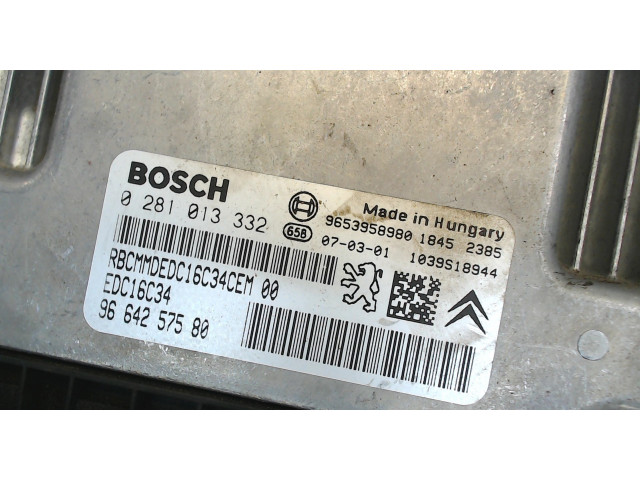 BOSCH
0 281 013 332
658
Made in Hungary
9653958980 1845 2385
07-03-01 1039S18944
RBCMMDEDC16C34CEM 00
EDC16C34
96 642 575 80